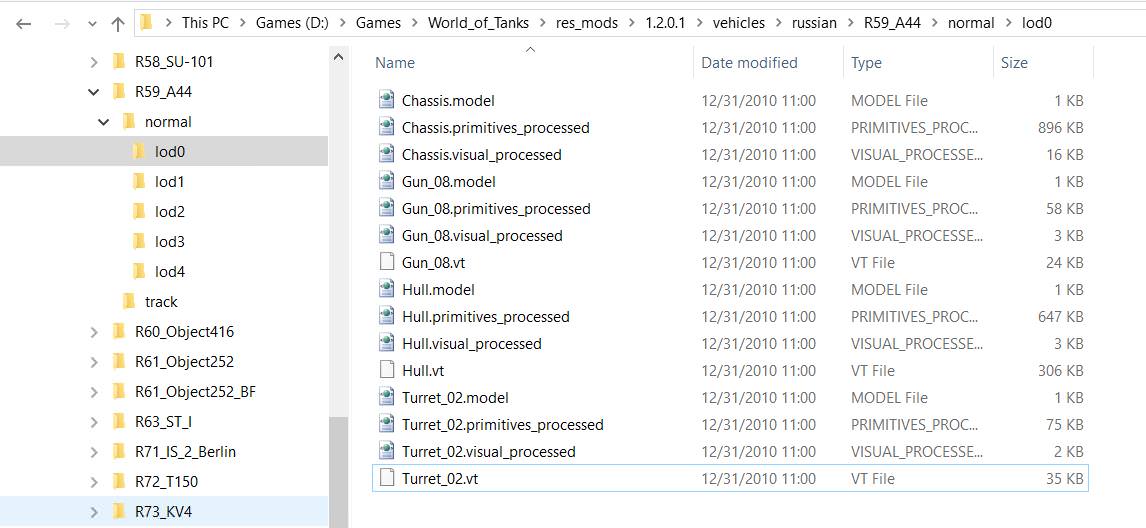 This PC > Games (D:) > Games > World_of_Tanks > res_mods > 1.2.0.1 > vehicles > russian > R59_A44 > normal > lod0
R58_SU-101
R59_A44
normal
lod0
lod1
lod2
lod3
lod4
track
R60_Object416
R61_Object252
R61_Object252_BF
R63_ST_I
R71_IS_2_Berlin
R72_T150
R73_KV4
Name Date modified Type Size
Chassis.model 12/31/2010 11:00 MODEL File 1 KB
Chassis.primitives_processed 12/31/2010 11:00 PRIMITIVES_PROC... 896 KB
Chassis.visual_processed 12/31/2010 11:00 VISUAL_PROCESSE... 16 KB
Gun_08.model 12/31/2010 11:00 MODEL File 1 KB
Gun_08.primitives_processed 12/31/2010 11:00 PRIMITIVES_PROC... 58 KB
Gun_08.visual_processed 12/31/2010 11:00 VISUAL_PROCESSE... 3 KB
Gun_08.vt 12/31/2010 11:00 VT File 24 KB
Hull.model 12/31/2010 11:00 MODEL File 1 KB
Hull.primitives_processed 12/31/2010 11:00 PRIMITIVES_PROC... 647 KB
Hull.visual_processed 12/31/2010 11:00 VISUAL_PROCESSE... 3 KB
Hull.vt 12/31/2010 11:00 VT File 306 KB
Turret_02.model 12/31/2010 11:00 MODEL File 1 KB
Turret_02.primitives_processed 12/31/2010 11:00 PRIMITIVES_PROC... 75 KB
Turret_02.visual_processed 12/31/2010 11:00 VISUAL_PROCESSE... 2 KB
Turret_02.vt 12/31/2010 11:00 VT File 35 KB